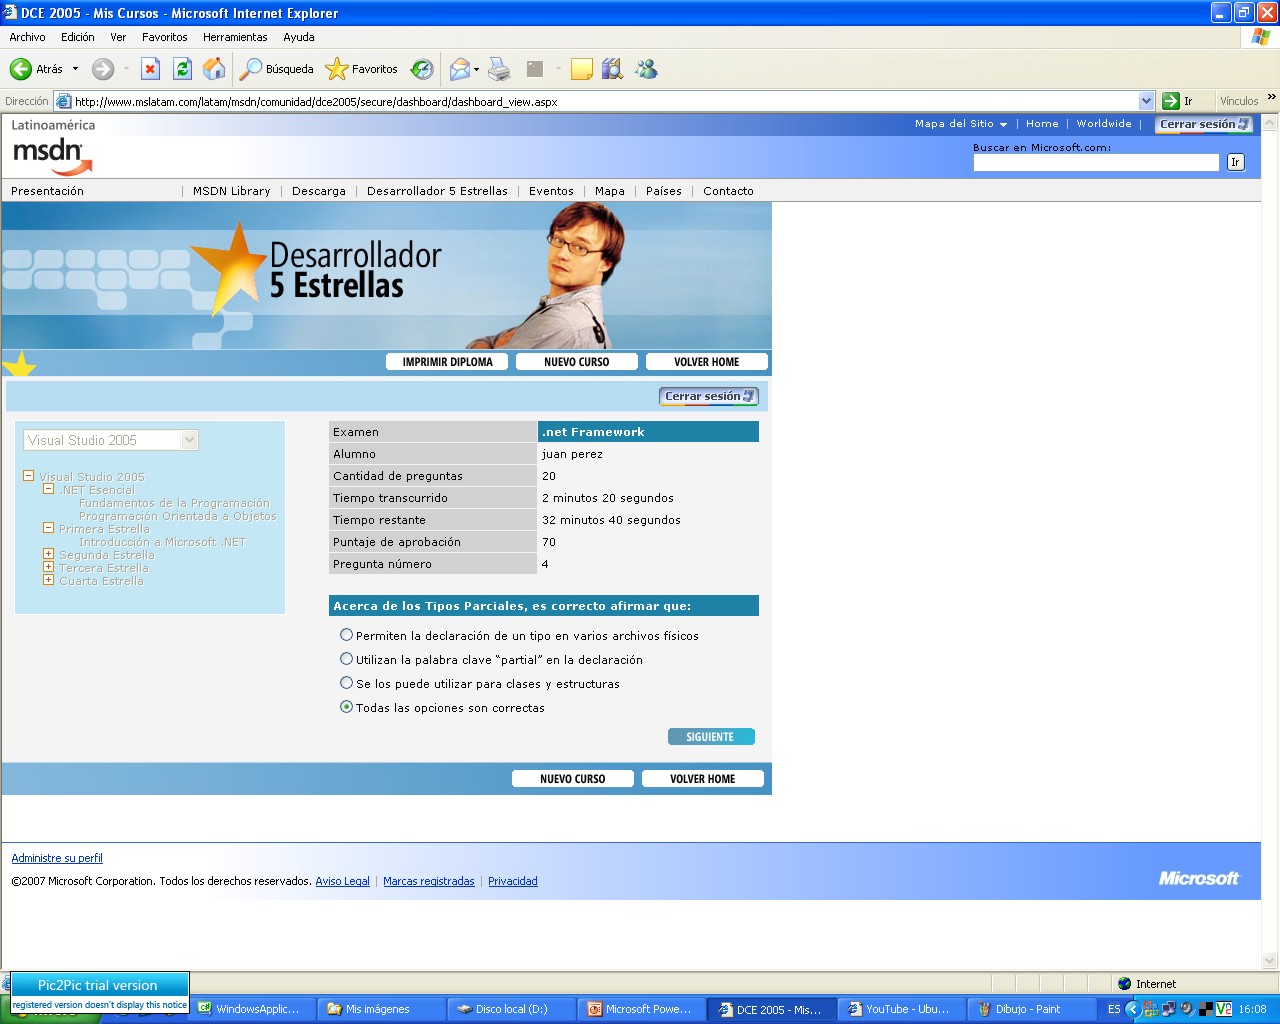 DCE 2005 - Mis Cursos - Microsoft Internet Explorer
Archivo Edición Ver Favoritos Herramientas Ayuda
Atrás Búsqueda Favoritos
Dirección http://www.mslatam.com/latam/msdn/comunidad/dce2005/secure/dashboard/dashboard_view.aspx Ir Vínculos »
Latinoamérica
msdn
Mapa del Sitio | Home | Worldwide | Cerrar sesión
Buscar en Microsoft.com:
Ir
Presentación | MSDN Library | Descarga | Desarrollador 5 Estrellas | Eventos | Mapa | Países | Contacto
Desarrollador
5 Estrellas
IMPRIMIR DIPLOMA NUEVO CURSO VOLVER HOME
Cerrar sesión
Visual Studio 2005
Visual Studio 2005
.NET Esencial
Fundamentos de la Programación
Programación Orientada a Objetos
Primera Estrella
Introducción a Microsoft .NET
Segunda Estrella
Tercera Estrella
Cuarta Estrella
Examen .net Framework
Alumno juan perez
Cantidad de preguntas 20
Tiempo transcurrido 2 minutos 20 segundos
Tiempo restante 32 minutos 40 segundos
Puntaje de aprobación 70
Pregunta número 4
Acerca de los Tipos Parciales, es correcto afirmar que:
Permiten la declaración de un tipo en varios archivos físicos
Utilizan la palabra clave “partial” en la declaración
Se los puede utilizar para clases y estructuras
Todas las opciones son correctas
SIGUIENTE
NUEVO CURSO VOLVER HOME
Administre su perfil
©2007 Microsoft Corporation. Todos los derechos reservados. Aviso Legal | Marcas registradas | Privacidad
Microsoft
Pic2Pic trial version
registered version doesn't display this notice
Internet
WindowsApplic... Mis imágenes Disco local (D:) Microsoft Powe... DCE 2005 - Mis... YouTube - Ubu... Dibujo - Paint ES 16:08